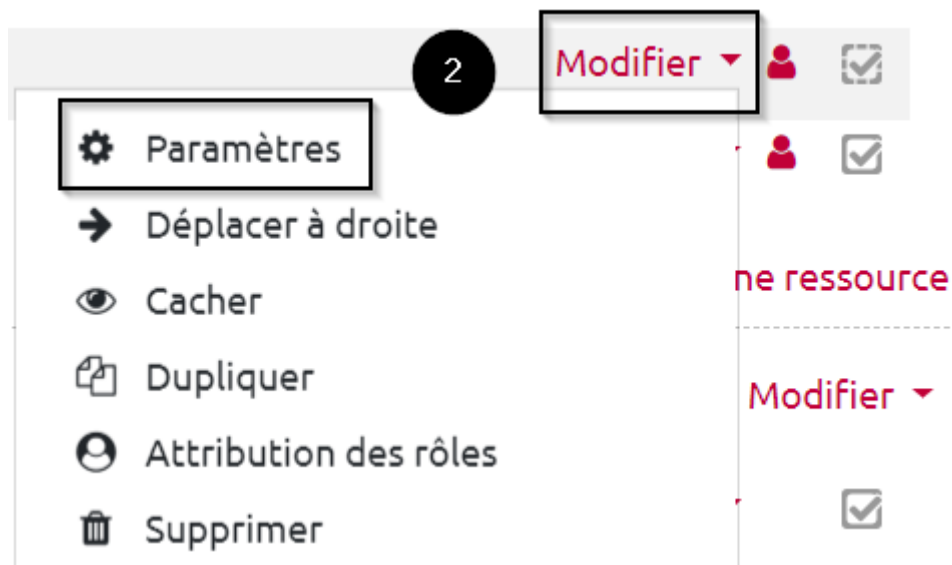 2
Modifier
Paramètres
Déplacer à droite
Cacher
ne ressource
Dupliquer
Modifier
Attribution des rôles
Supprimer